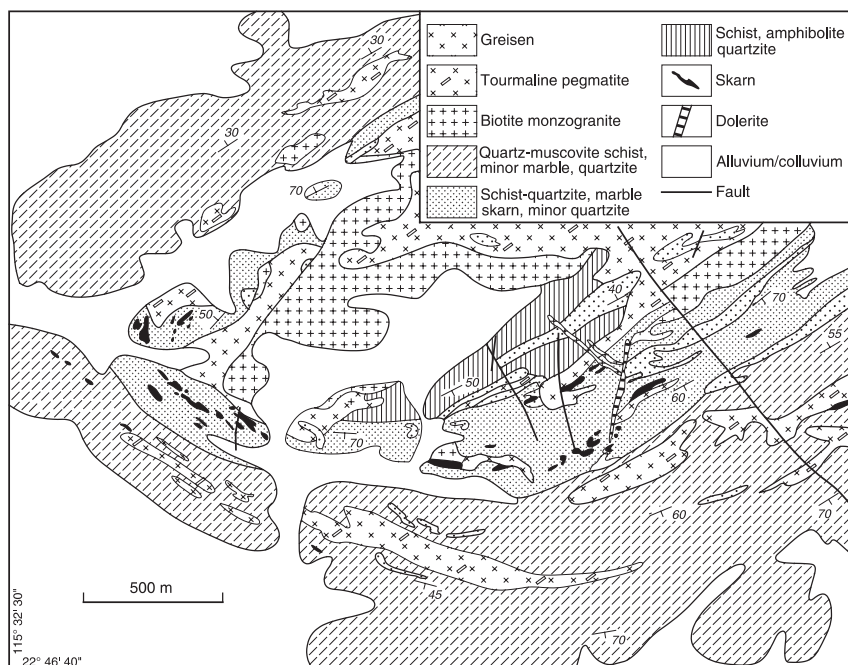 Greisen
Tourmaline pegmatite
Biotite monzogranite
Quartz-muscovite schist,
minor marble, quartzite
Schist-quartzite, marble
skarn, minor quartzite
Schist, amphibolite
quartzite
Skarn
Dolerite
Alluvium/colluvium
Fault
30
30
70
50
40
70
55
50
60
70
60
70
45
70
500 m
115° 32' 30"
22° 46' 40"